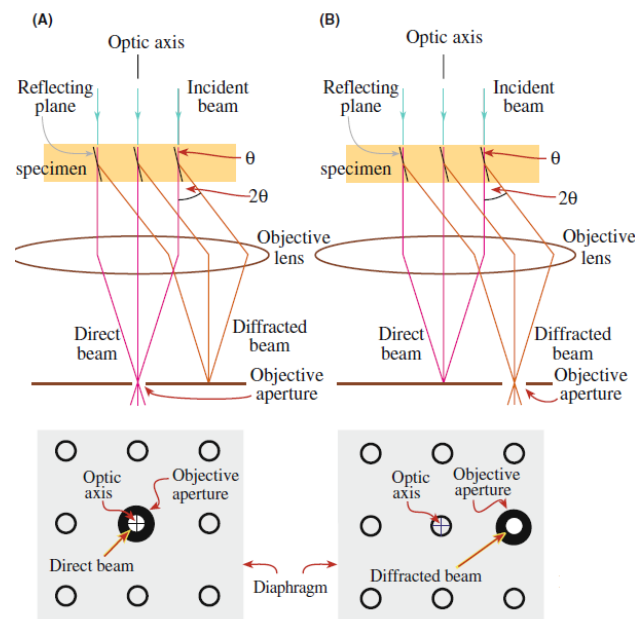 (A)
Optic axis
Reflecting
plane
Incident
beam
specimen
θ
2θ
Objective
lens
Direct
beam
Diffracted
beam
Objective
aperture
(B)
Optic axis
Reflecting
plane
Incident
beam
specimen
θ
2θ
Objective
lens
Direct
beam
Diffracted
beam
Objective
aperture
Optic
axis
Objective
aperture
Direct beam
Diaphragm
Optic
axis
Objective
aperture
Diffracted beam